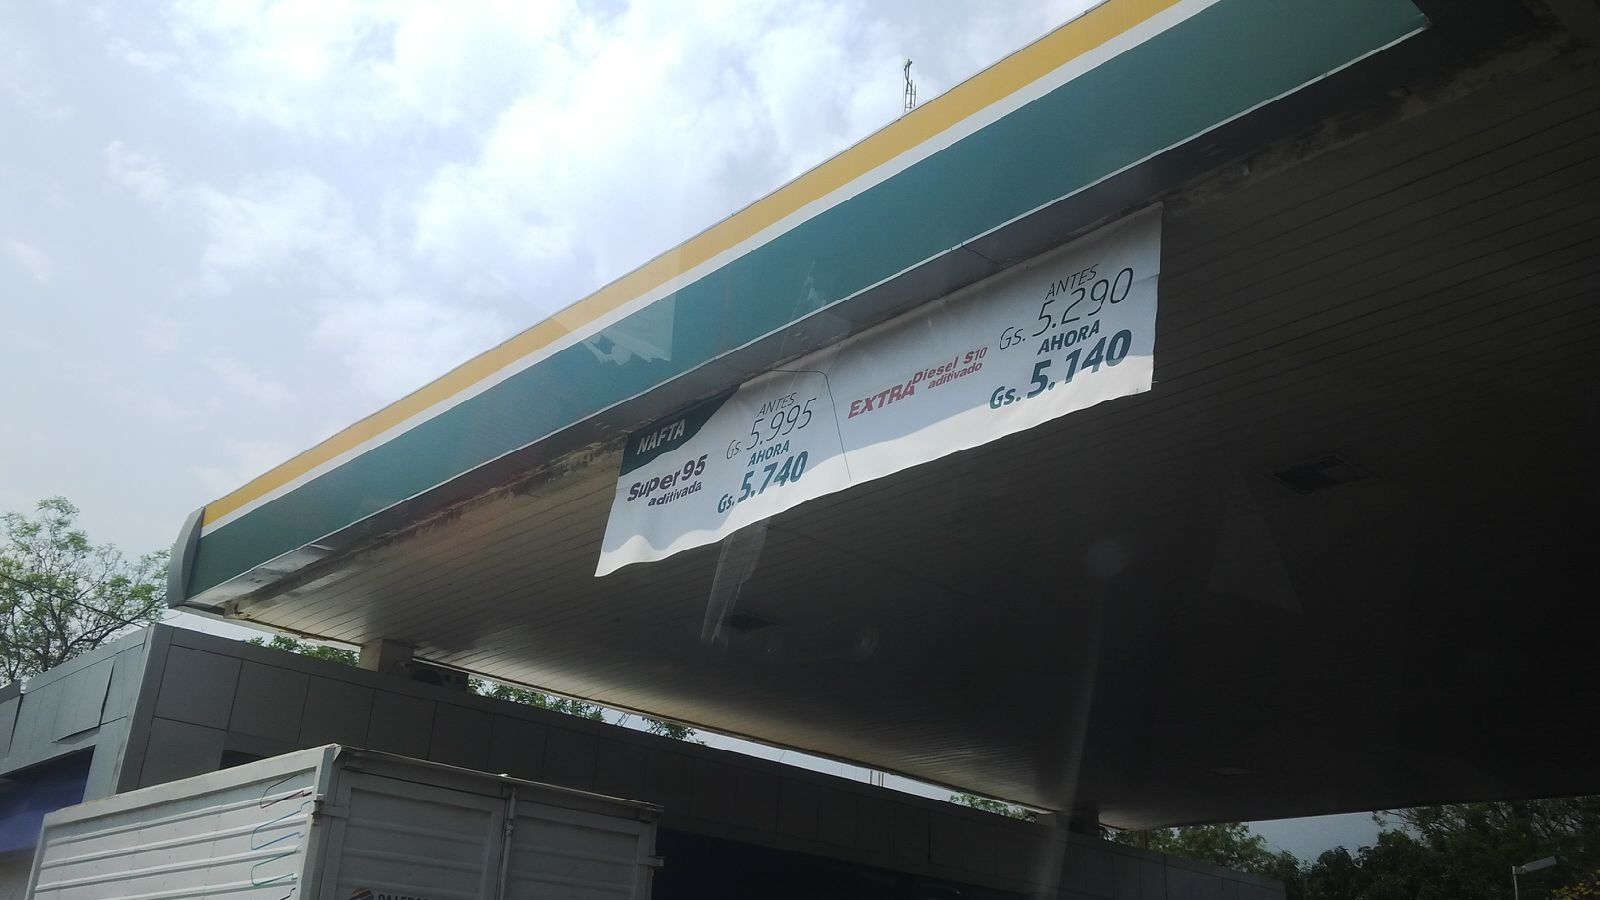 NAFTA
Super 95
aditivada
ANTES
Gs. 5.995
AHORA
Gs. 5.740
EXTRA Diesel S10
aditivado
ANTES
Gs. 5.290
AHORA
Gs. 5.140